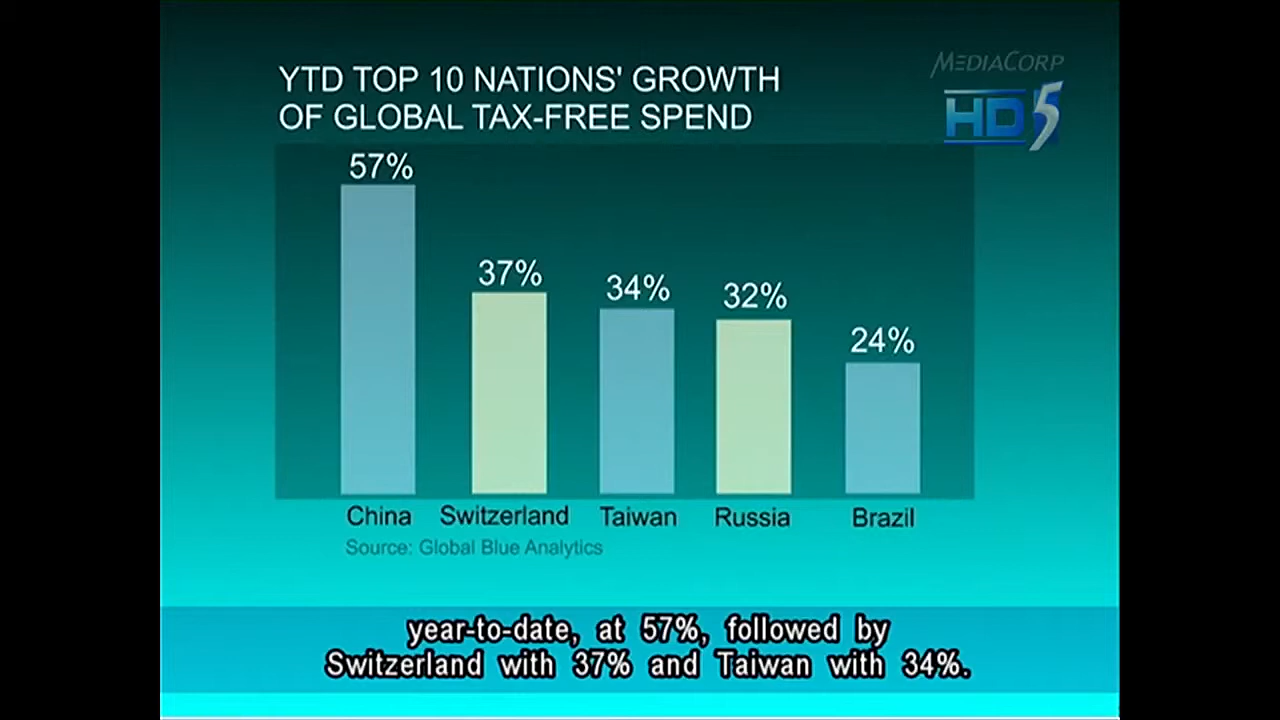 YTD TOP 10 NATIONS' GROWTH
OF GLOBAL TAX-FREE SPEND
MEDIACORP
HD5
57%
37%
34%
32%
24%
China
Switzerland
Taiwan
Russia
Brazil
Source: Global Blue Analytics
year-to-date, at 57%, followed by
Switzerland with 37% and Taiwan with 34%.